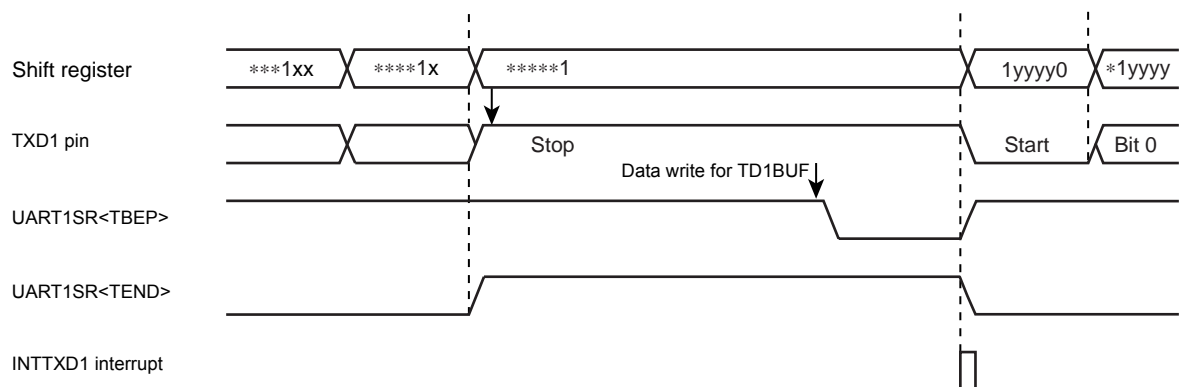 Shift register ***1xx ****1x *****1 1yyyy0 *1yyyy
TXD1 pin Stop Start Bit 0
Data write for TD1BUF
UART1SR<TBEP>
UART1SR<TEND>
INTTXD1 interrupt